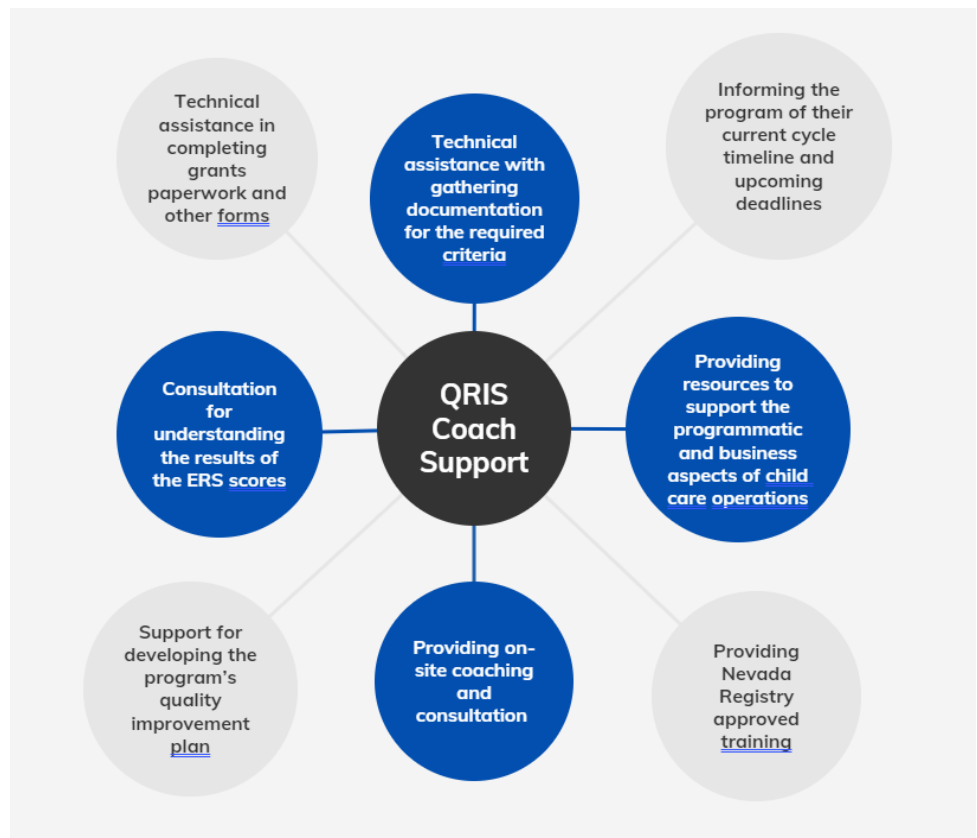 Technical
assistance in
completing
grants
paperwork and
other forms
Technical
assistance with
gathering
documentation
for the required
criteria
Informing the
program of their
current cycle
timeline and
upcoming
deadlines
Consultation
for
understanding
the results of
the ERS scores
QRIS
Coach
Support
Providing
resources to
support the
programmatic
and business
aspects of child
care operations
Support for
developing the
program’s
quality
improvement
plan
Providing on-
site coaching
and
consultation
Providing
Nevada
Registry
approved
training